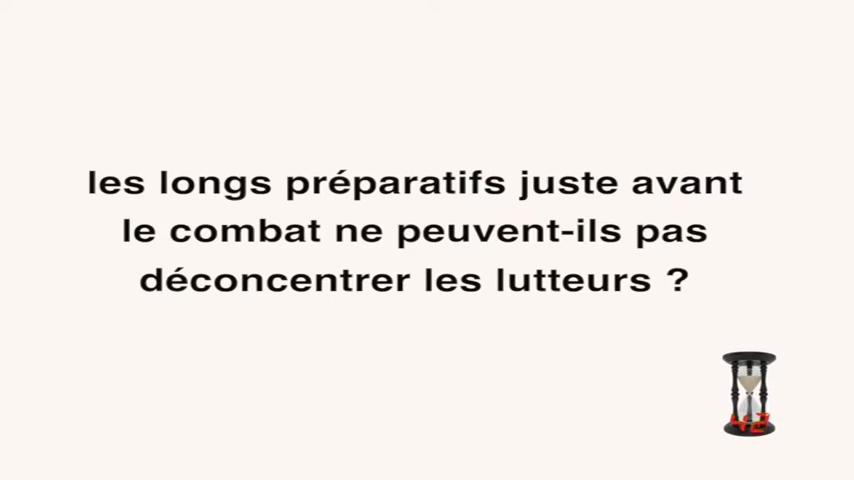 les longs préparatifs juste avant
le combat ne peuvent-ils pas
déconcentrer les lutteurs ?